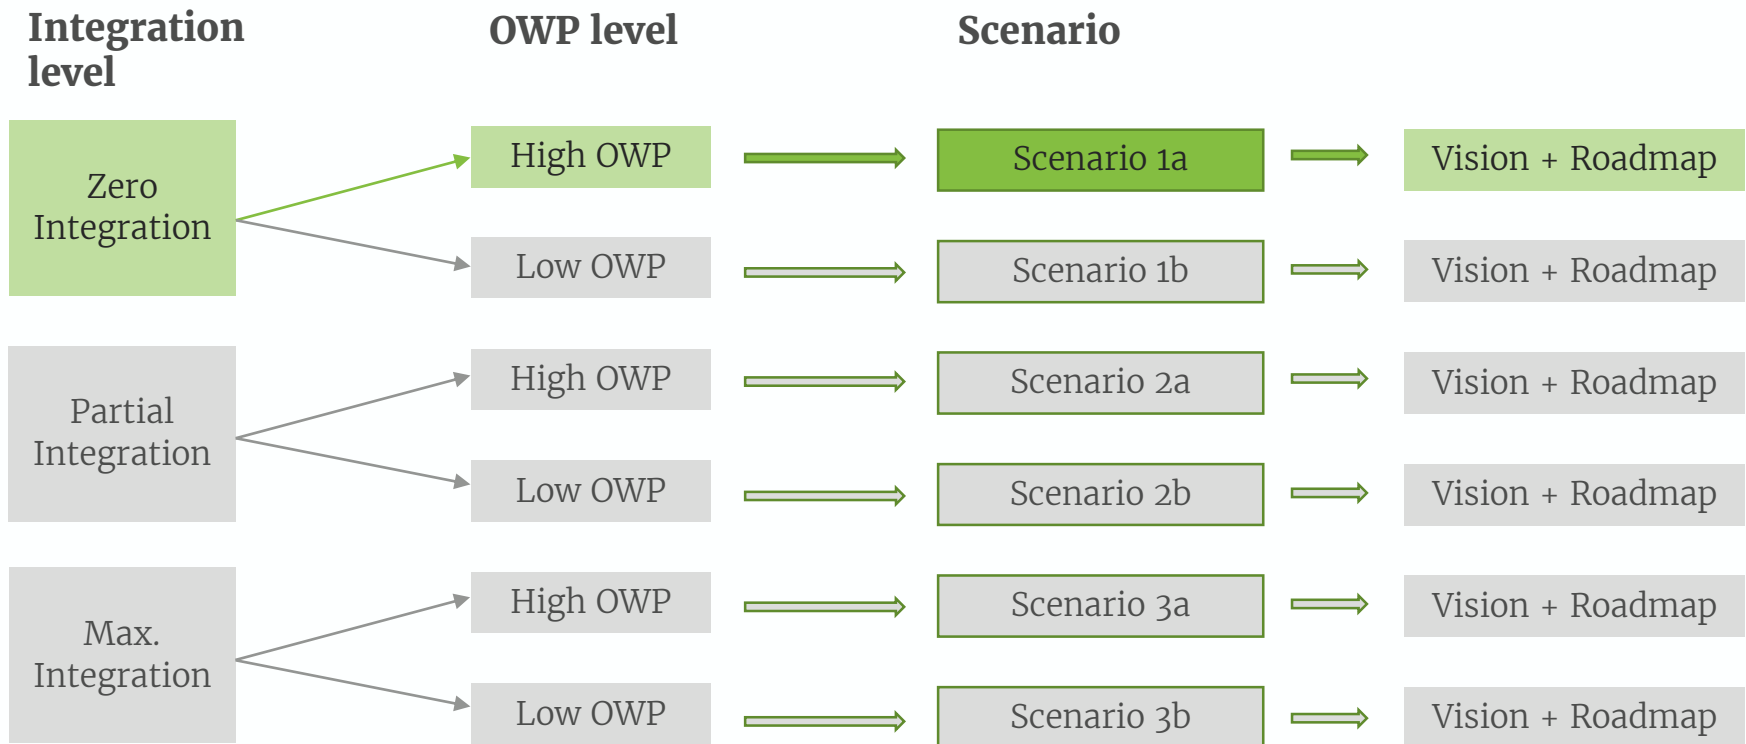 Integration
level
OWP level
Scenario
Zero
Integration
High OWP
Scenario 1a
Vision + Roadmap
Low OWP
Scenario 1b
Vision + Roadmap
Partial
Integration
High OWP
Scenario 2a
Vision + Roadmap
Low OWP
Scenario 2b
Vision + Roadmap
Max.
Integration
High OWP
Scenario 3a
Vision + Roadmap
Low OWP
Scenario 3b
Vision + Roadmap